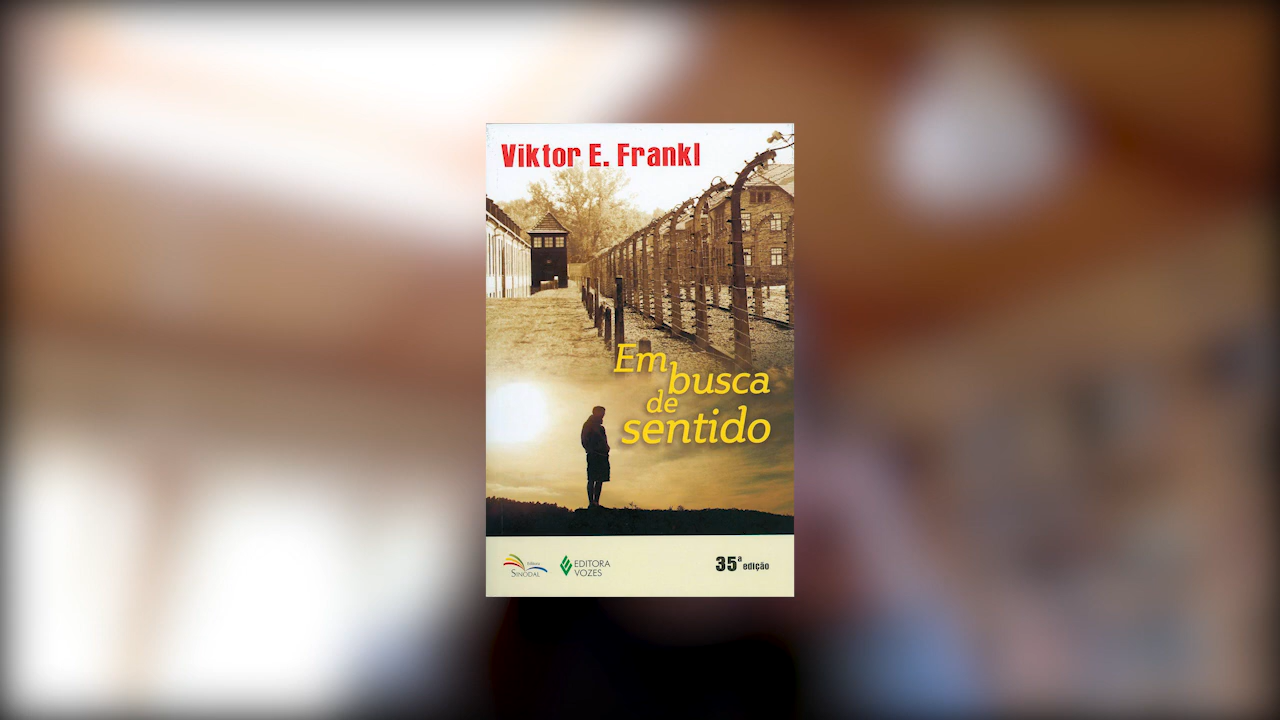 Viktor E. Frankl
Em
busca
de
sentido
Editora
SINODAL
EDITORA
VOZES
35ª edição